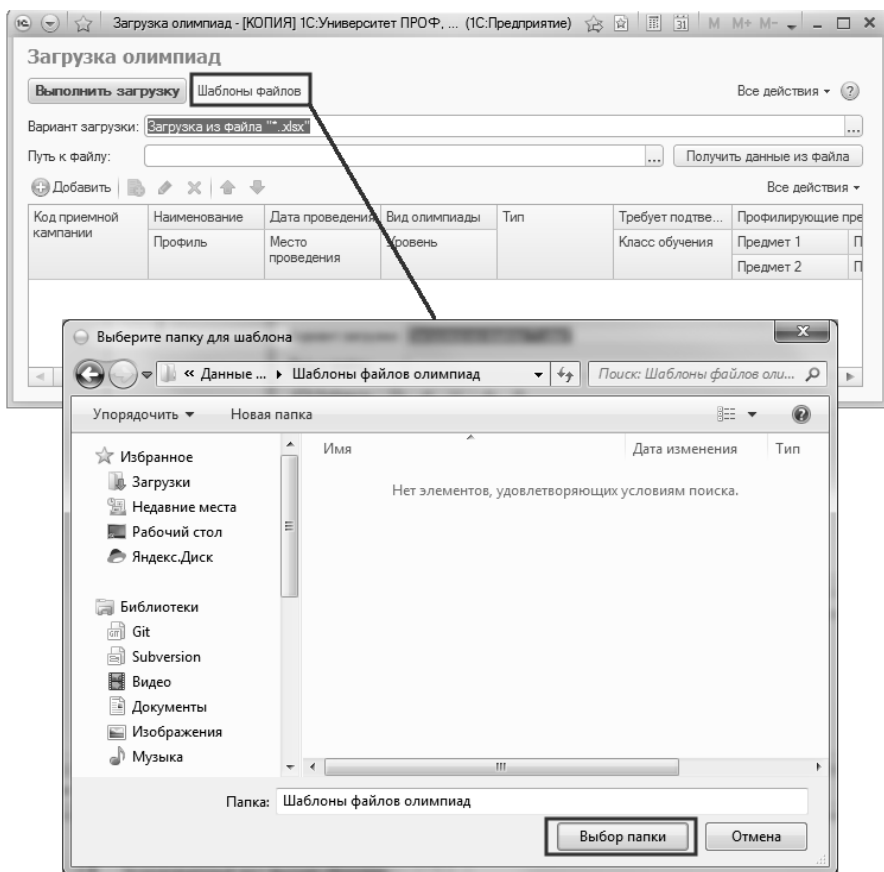 Загрузка олимпиад - [КОПИЯ] 1С:Университет ПРОФ, ... (1С:Предприятие) 31 M M+ M-
Загрузка олимпиад
Выполнить загрузку Шаблоны файлов Все действия ?
Вариант загрузки: Загрузка из файла "*.xlsx" ...
Путь к файлу: ... Получить данные из файла
Добавить Все действия
Код приемной кампании Наименование Дата проведения Вид олимпиады Тип Требует подтве... Профилирующие пре
Профиль Место проведения Уровень Класс обучения Предмет 1 П
Предмет 2 П
Выберите папку для шаблона
« Данные ... Шаблоны файлов олимпиад Поиск: Шаблоны файлов оли...
Упорядочить Новая папка ?
Избранное Имя Дата изменения Тип
Загрузки Нет элементов, удовлетворяющих условиям поиска.
Недавние места
Рабочий стол
Яндекс.Диск
Библиотеки
Git
Subversion
Видео
Документы
Изображения
Музыка
Папка: Шаблоны файлов олимпиад
Выбор папки Отмена